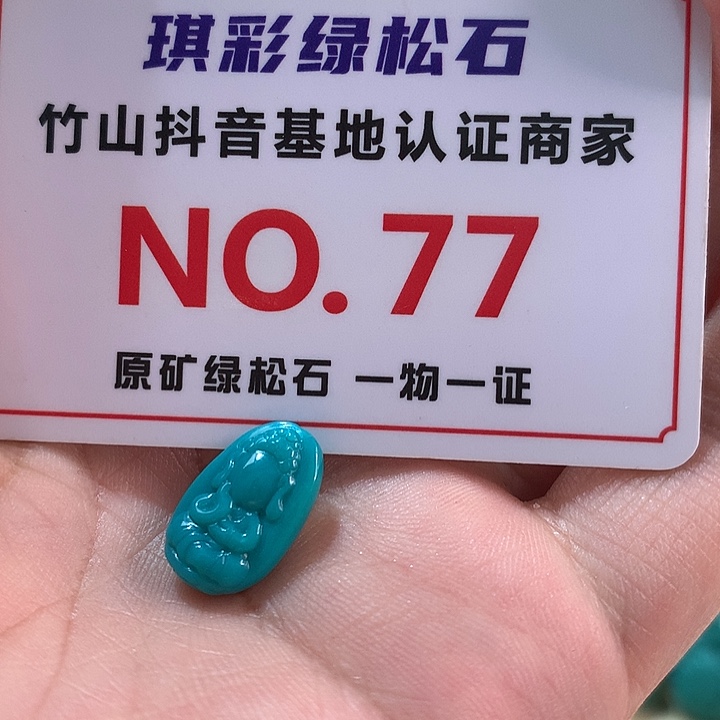 琪彩绿松石
竹山抖音基地认证商家
NO.77
原矿绿松石 一物一证